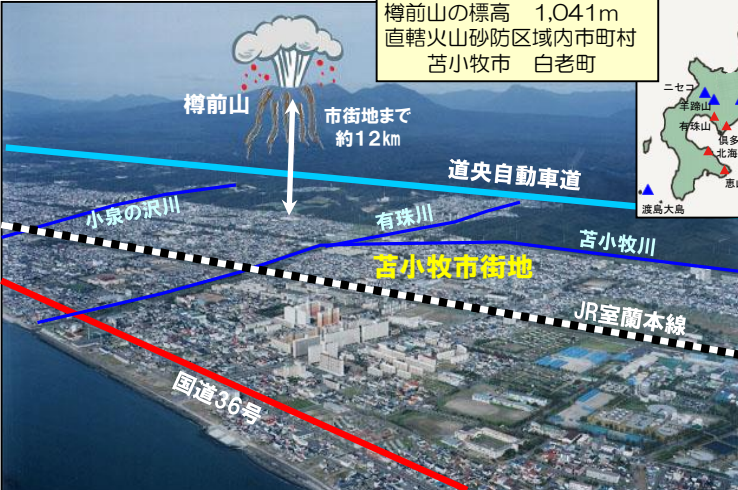 樽前山の標高 1,041m
直轄火山砂防区域内市町村
苫小牧市 白老町
樽前山
市街地まで
約12km
道央自動車道
小泉の沢川
有珠川
苫小牧川
苫小牧市街地
JR室蘭本線
国道36号
ニセコ
羊蹄山
有珠山
倶多
北海
恵山
渡島大島